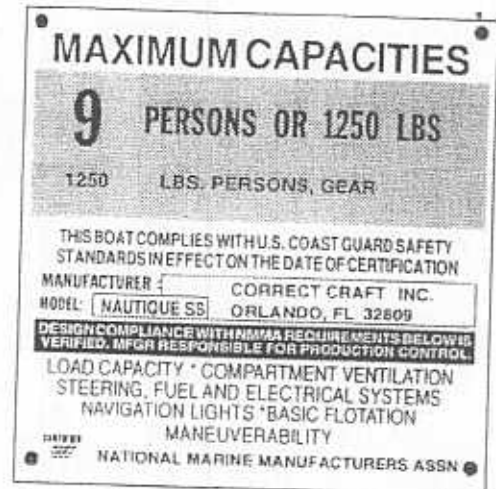 MAXIMUM CAPACITIES
9 PERSONS OR 1250 LBS
1250 LBS. PERSONS, GEAR
THIS BOAT COMPLIES WITH U.S. COAST GUARD SAFETY
STANDARDS IN EFFECT ON THE DATE OF CERTIFICATION
MANUFACTURER : CORRECT CRAFT INC.
MODEL: NAUTIQUE SS ORLANDO, FL 32809
DESIGN COMPLIANCE WITH NMMA REQUIREMENTS BELOW IS
VERIFIED. MFGR RESPONSIBLE FOR PRODUCTION CONTROL.
LOAD CAPACITY * COMPARTMENT VENTILATION
STEERING, FUEL AND ELECTRICAL SYSTEMS
NAVIGATION LIGHTS *BASIC FLOTATION
MANEUVERABILITY
NATIONAL MARINE MANUFACTURERS ASSN